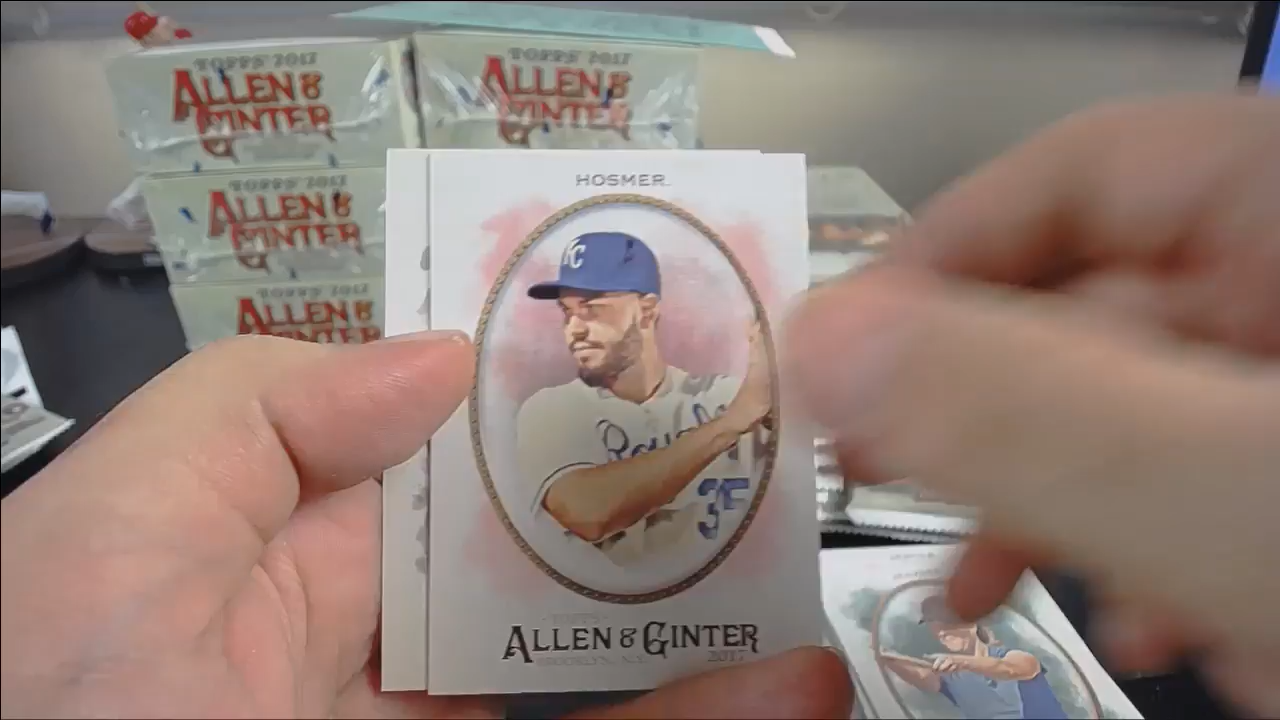 TOPPS 2017
ALLEN &
GINTER
TOPPS 2017
ALLEN &
GINTER
TOPPS 2017
ALLEN &
GINTER
TOPPS 2017
ALLEN &
GINTER
HOSMER
KC
Royals
35
TOPPS
ALLEN & GINTER
BROOKLYN, N.Y. 2017